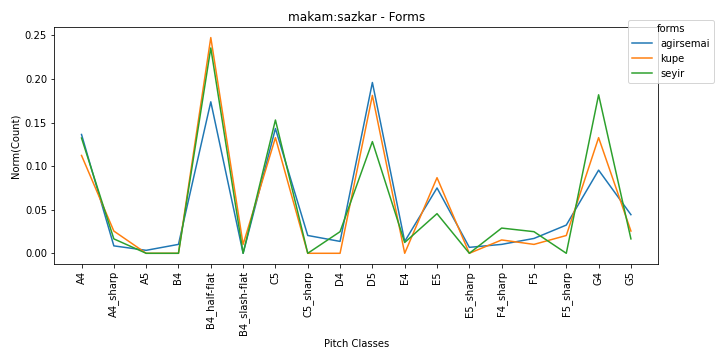 makam:sazkar - Forms
forms
agirsemai
kupe
seyir
Norm(Count)
0.25
0.20
0.15
0.10
0.05
0.00
A4
A4_sharp
A5
B4
B4_half-flat
B4_slash-flat
C5
C5_sharp
D4
D5
E4
E5
E5_sharp
F4_sharp
F5
F5_sharp
G4
G5
Pitch Classes